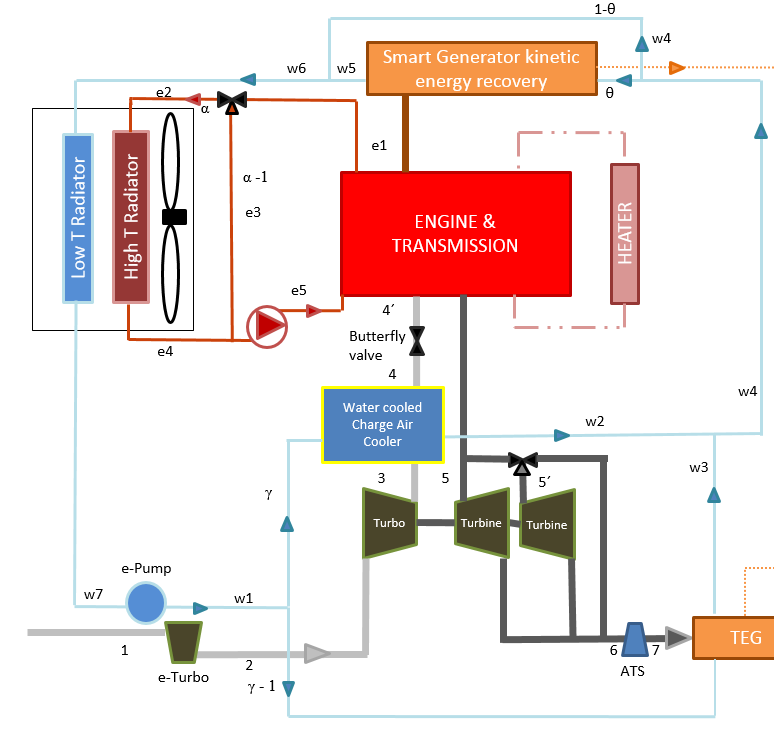 1-θ
w4
w6
w5
Smart Generator kinetic
energy recovery
θ
e2
α
e1
α -1
e3
Low T Radiator
High T Radiator
ENGINE &
TRANSMISSION
HEATER
e5
4´
e4
Butterfly
valve
4
w4
Water cooled
Charge Air
Cooler
w2
w3
3
5
5´
γ
Turbo
Turbine
Turbine
e-Pump
w7
w1
1
2
e-Turbo
γ - 1
6
7
ATS
TEG